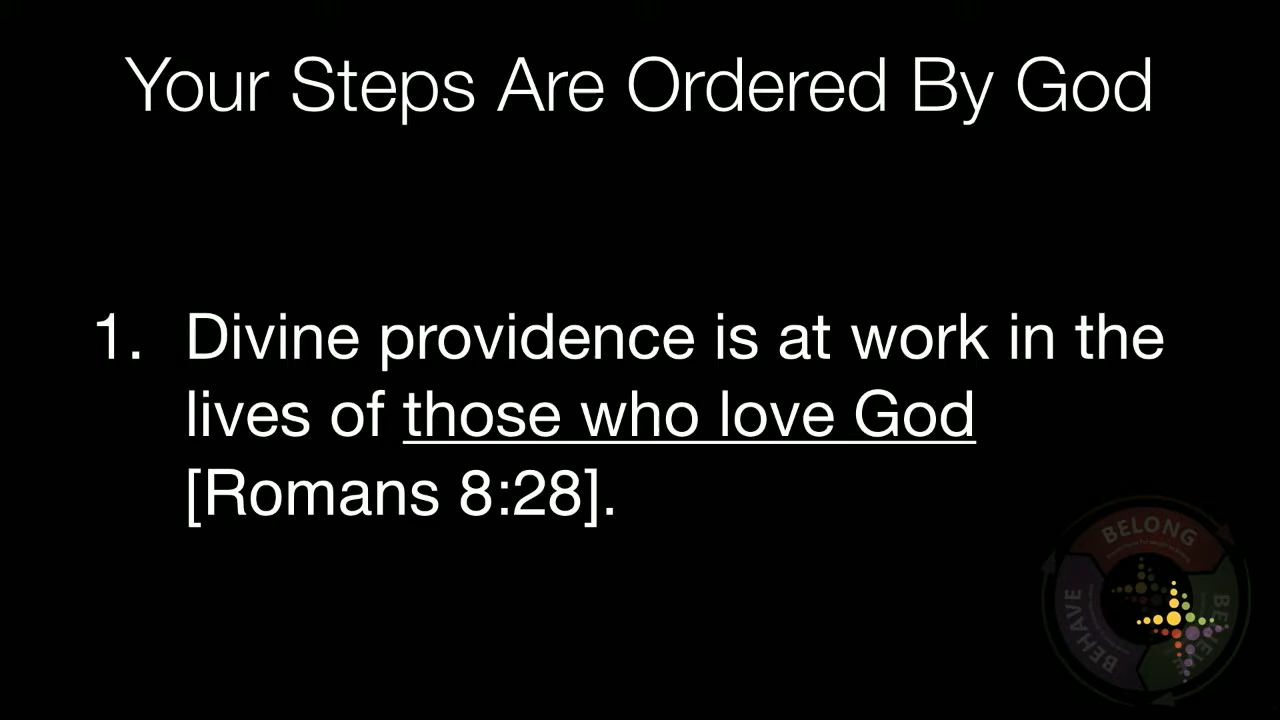 Your Steps Are Ordered By God
1. Divine providence is at work in the
lives of those who love God
[Romans 8:28].
BELONG
BEHAVE
BELIEVE